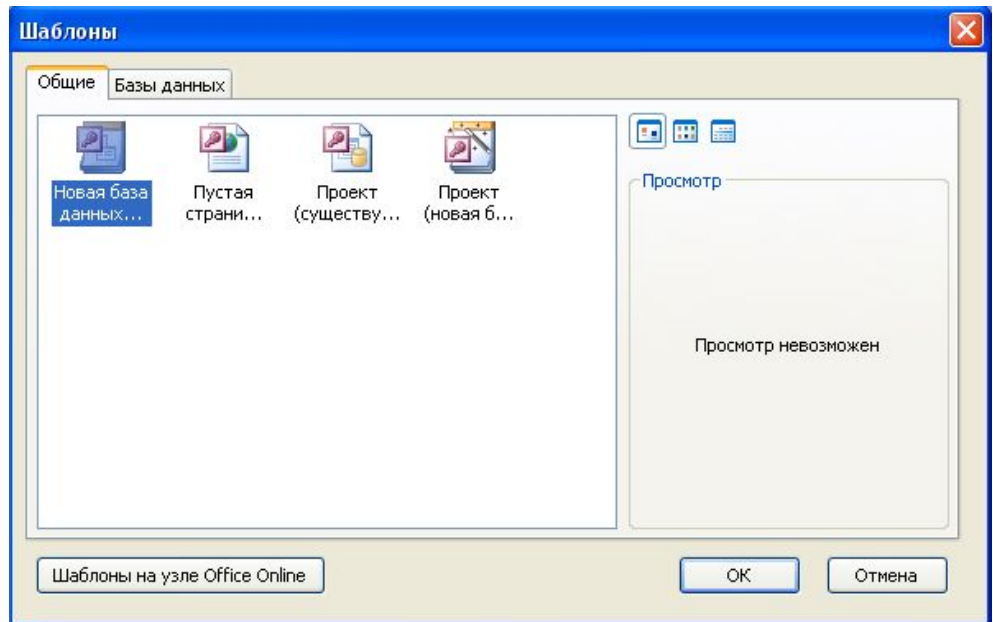 Шаблоны
Общие
Базы данных
Новая база
данных...
Пустая
страни...
Проект
(существу...
Проект
(новая б...
Просмотр
Просмотр невозможен
Шаблоны на узле Office Online
ОК
Отмена